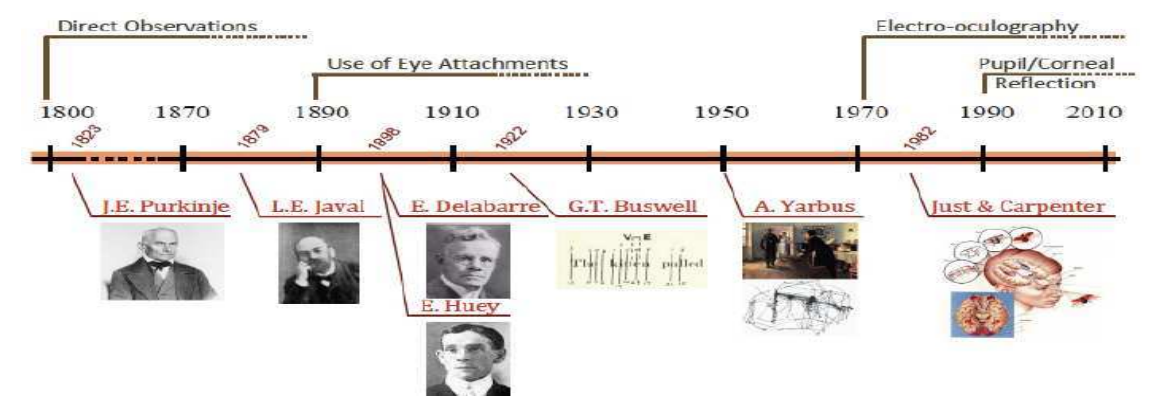 Direct Observations
Electro-oculography
Use of Eye Attachments
Pupil/Corneal
Reflection
1800 1870 1890 1910 1930 1950 1970 1990 2010
1823 1879 1898 1922 1982
J.E. Purkinje L.E. Javal E. Delabarre G.T. Buswell A. Yarbus Just & Carpenter
E. Huey